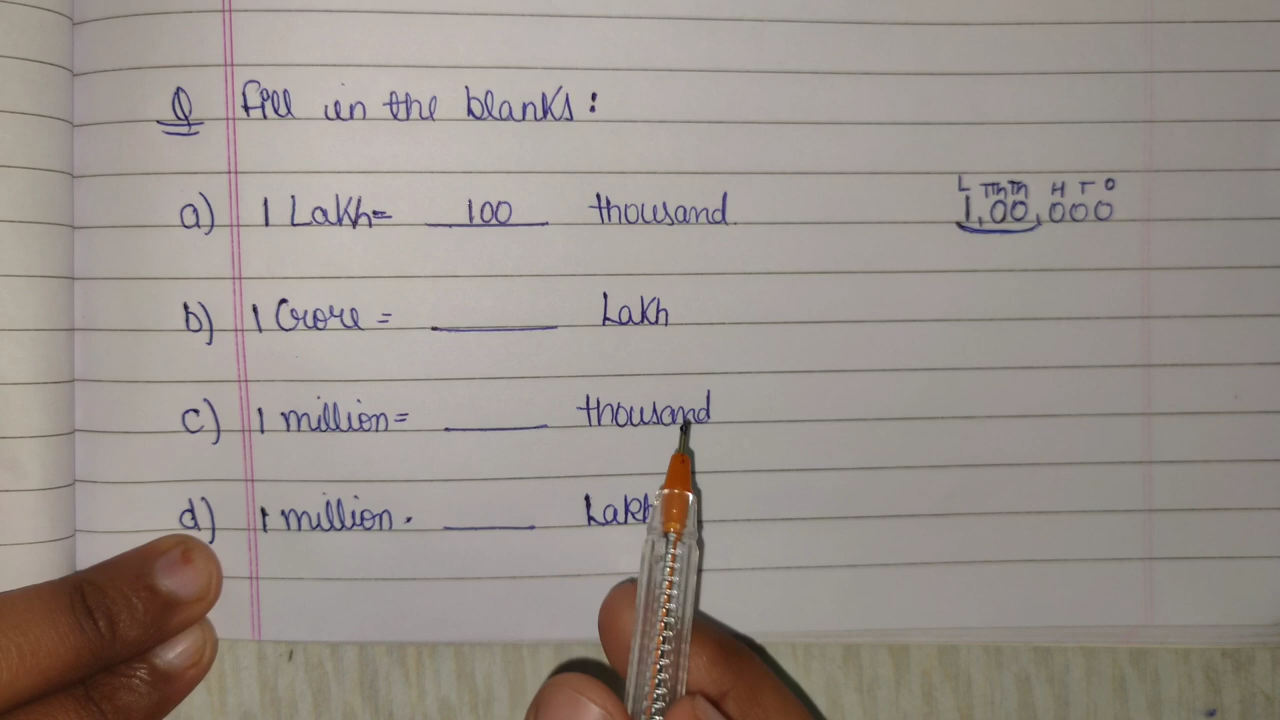 Q Fill in the blanks:
L TTh Th H T O
a) 1 Lakh= 100 thousand. 1,00,000
b) 1 Crore = ______ Lakh
c) 1 million= ______ thousand
d) 1 million. ______ Lakh